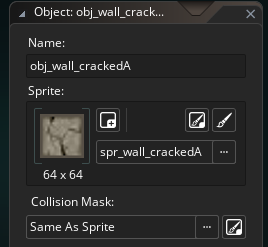 Object: obj_wall_crack...
Name:
obj_wall_crackedA
Sprite:
spr_wall_crackedA ...
64 x 64
Collision Mask:
Same As Sprite ...